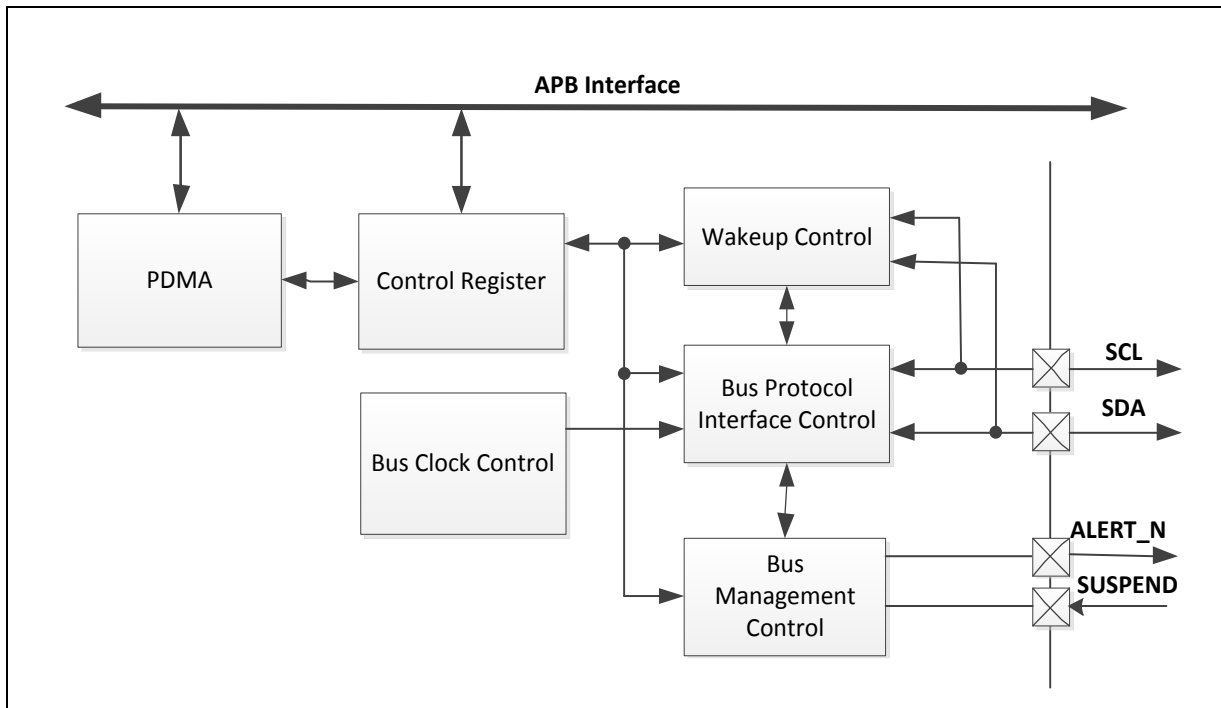 APB Interface
PDMA
Control Register
Wakeup Control
Bus Protocol
Interface Control
Bus Clock Control
Bus
Management
Control
SCL
SDA
ALERT_N
SUSPEND